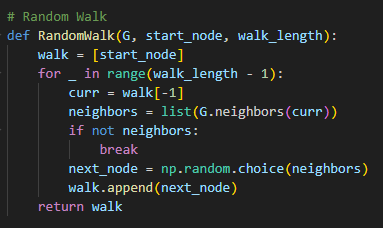 # Random Walk
def RandomWalk(G, start_node, walk_length):
    walk = [start_node]
    for _ in range(walk_length - 1):
        curr = walk[-1]
        neighbors = list(G.neighbors(curr))
        if not neighbors:
            break
        next_node = np.random.choice(neighbors)
        walk.append(next_node)
    return walk